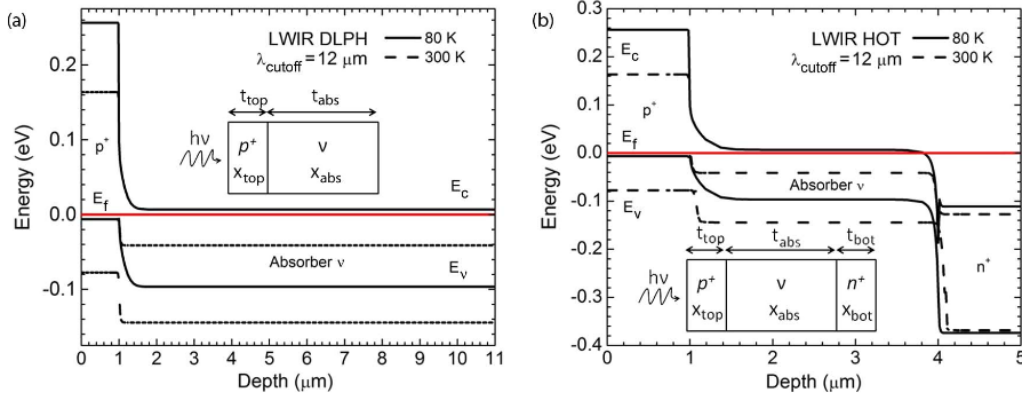 (a)
LWIR DLPH
λcutoff=12 μm
80 K
300 K
ttop
tabs
hν
p+
ν
xtop
xabs
p+
Ef
Ec
Absorber ν
Ev
Energy (eV)
0.2
0.1
0.0
-0.1
0 1 2 3 4 5 6 7 8 9 10 11
Depth (μm)
(b)
LWIR HOT
λcutoff=12 μm
80 K
300 K
Ec
p+
Ef
Absorber ν
Ev
ttop
tabs
tbot
hν
p+
ν
n+
xtop
xabs
xbot
n+
Energy (eV)
0.3
0.2
0.1
0.0
-0.1
-0.2
-0.3
-0.4
0 1 2 3 4 5
Depth (μm)